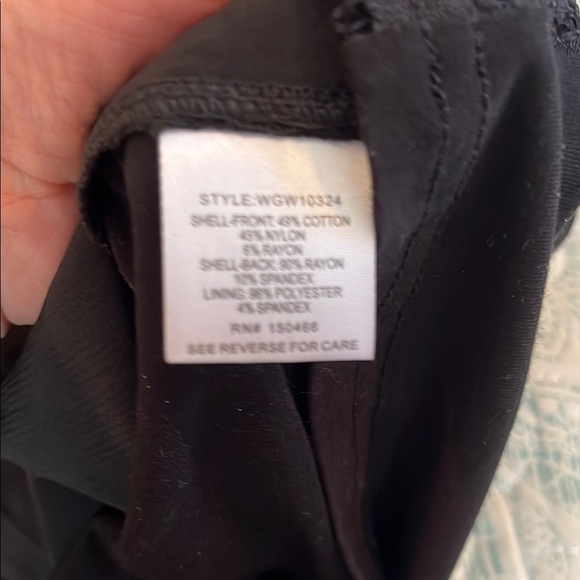 STYLE:WGW10324
SHELL-FRONT: 49% COTTON
45% NYLON
6% RAYON
SHELL-BACK: 90% RAYON
10% SPANDEX
LINING: 96% POLYESTER
4% SPANDEX
RN# 150466
SEE REVERSE FOR CARE